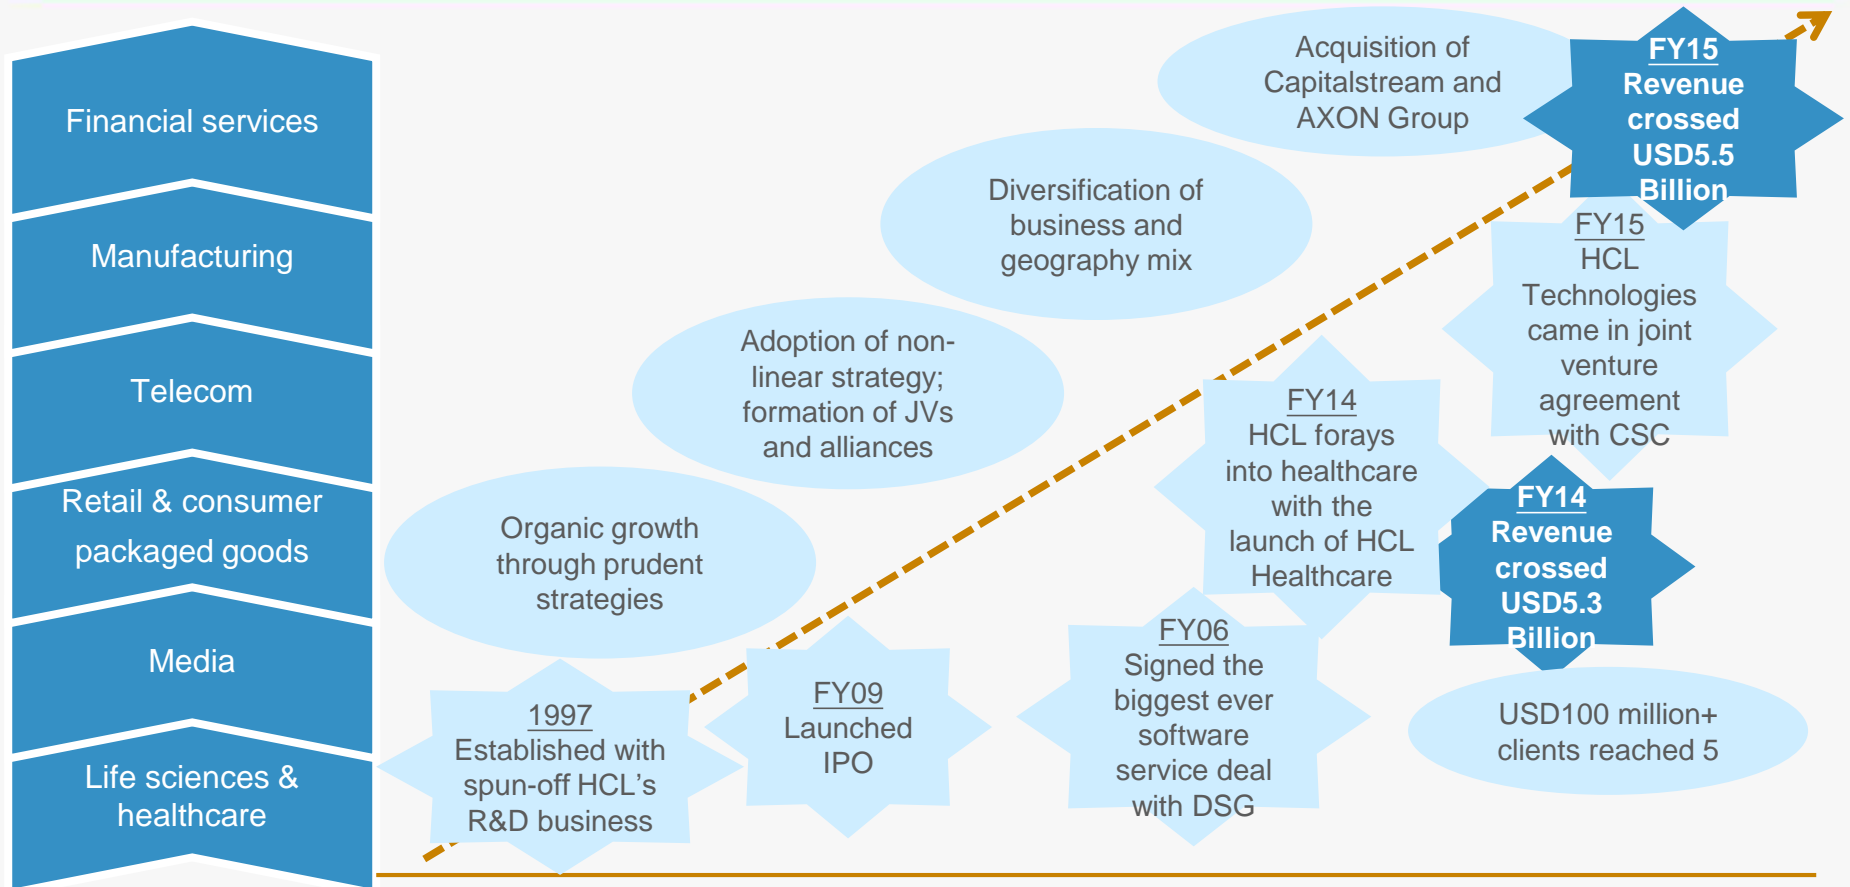 Financial services
Manufacturing
Telecom
Retail & consumer
packaged goods
Media
Life sciences &
healthcare
Acquisition of
Capitalstream and
AXON Group
FY15
Revenue
crossed
USD5.5
Billion
Diversification of
business and
geography mix
FY15
HCL
Technologies
came in joint
venture
agreement
with CSC
Adoption of non-
linear strategy;
formation of JVs
and alliances
FY14
HCL forays
into healthcare
with the
launch of HCL
Healthcare
FY14
Revenue
crossed
USD5.3
Billion
Organic growth
through prudent
strategies
1997
Established with
spun-off HCL’s
R&D business
FY09
Launched
IPO
FY06
Signed the
biggest ever
software
service deal
with DSG
USD100 million+
clients reached 5